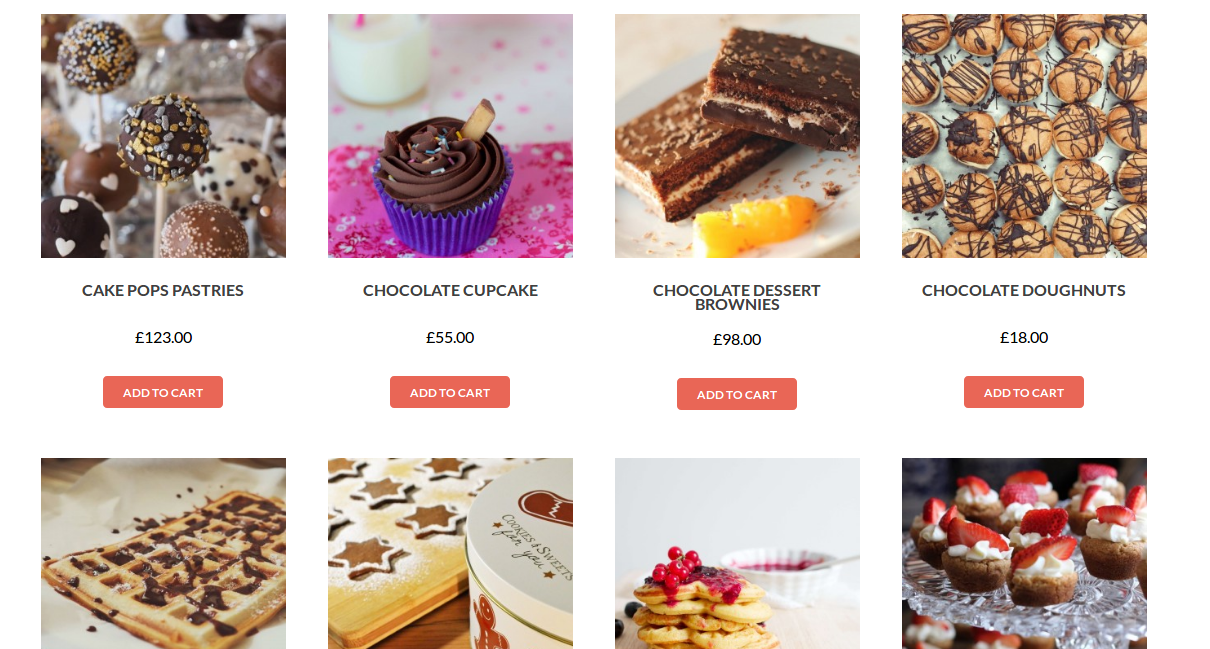 CAKE POPS PASTRIES
£123.00
ADD TO CART
CHOCOLATE CUPCAKE
£55.00
ADD TO CART
CHOCOLATE DESSERT
BROWNIES
£98.00
ADD TO CART
CHOCOLATE DOUGHNUTS
£18.00
ADD TO CART
COOKIES & SWEETS
for you